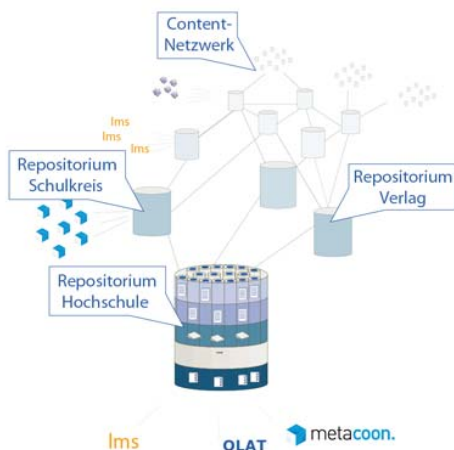 Content-
Netzwerk
lms
lms
lms
Repositorium
Schulkreis
Repositorium
Verlag
Repositorium
Hochschule
lms
OLAT
metacoon.